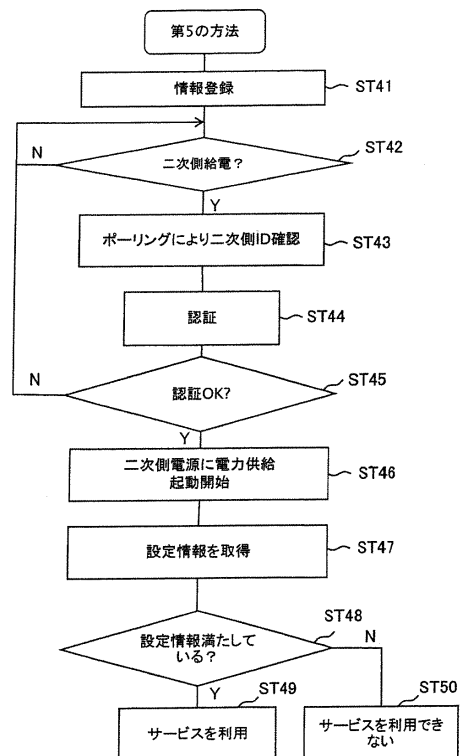 第5の方法
情報登録
ST41
N
二次側給電？
ST42
Y
ポーリングにより二次側ID確認
ST43
認証
ST44
N
認証OK?
ST45
Y
二次側電源に電力供給
起動開始
ST46
設定情報を取得
ST47
設定情報満たして
いる？
ST48
N
Y
ST49
ST50
サービスを利用
サービスを利用でき
ない